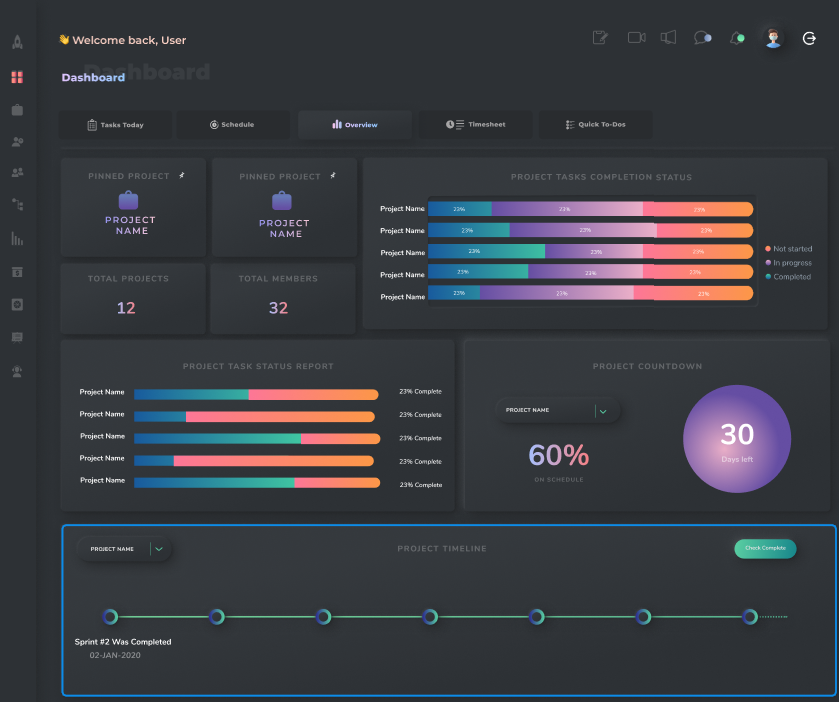 👋 Welcome back, User
Dashboard
Dashboard
Tasks Today
Schedule
Overview
Timesheet
Quick To-Dos
PINNED PROJECT
PROJECT
NAME
PINNED PROJECT
PROJECT
NAME
TOTAL PROJECTS
12
TOTAL MEMBERS
32
PROJECT TASKS COMPLETION STATUS
Project Name 23% 23% 23%
Project Name 23% 23% 23%
Project Name 23% 23% 23%
Project Name 23% 23% 23%
Project Name 23% 23% 23%
Not started
In progress
Completed
PROJECT TASK STATUS REPORT
Project Name 23% Complete
Project Name 23% Complete
Project Name 23% Complete
Project Name 23% Complete
Project Name 23% Complete
PROJECT COUNTDOWN
PROJECT NAME
60%
ON SCHEDULE
30
Days left
PROJECT NAME
PROJECT TIMELINE
Check Complete
Sprint #2 Was Completed
02-JAN-2020